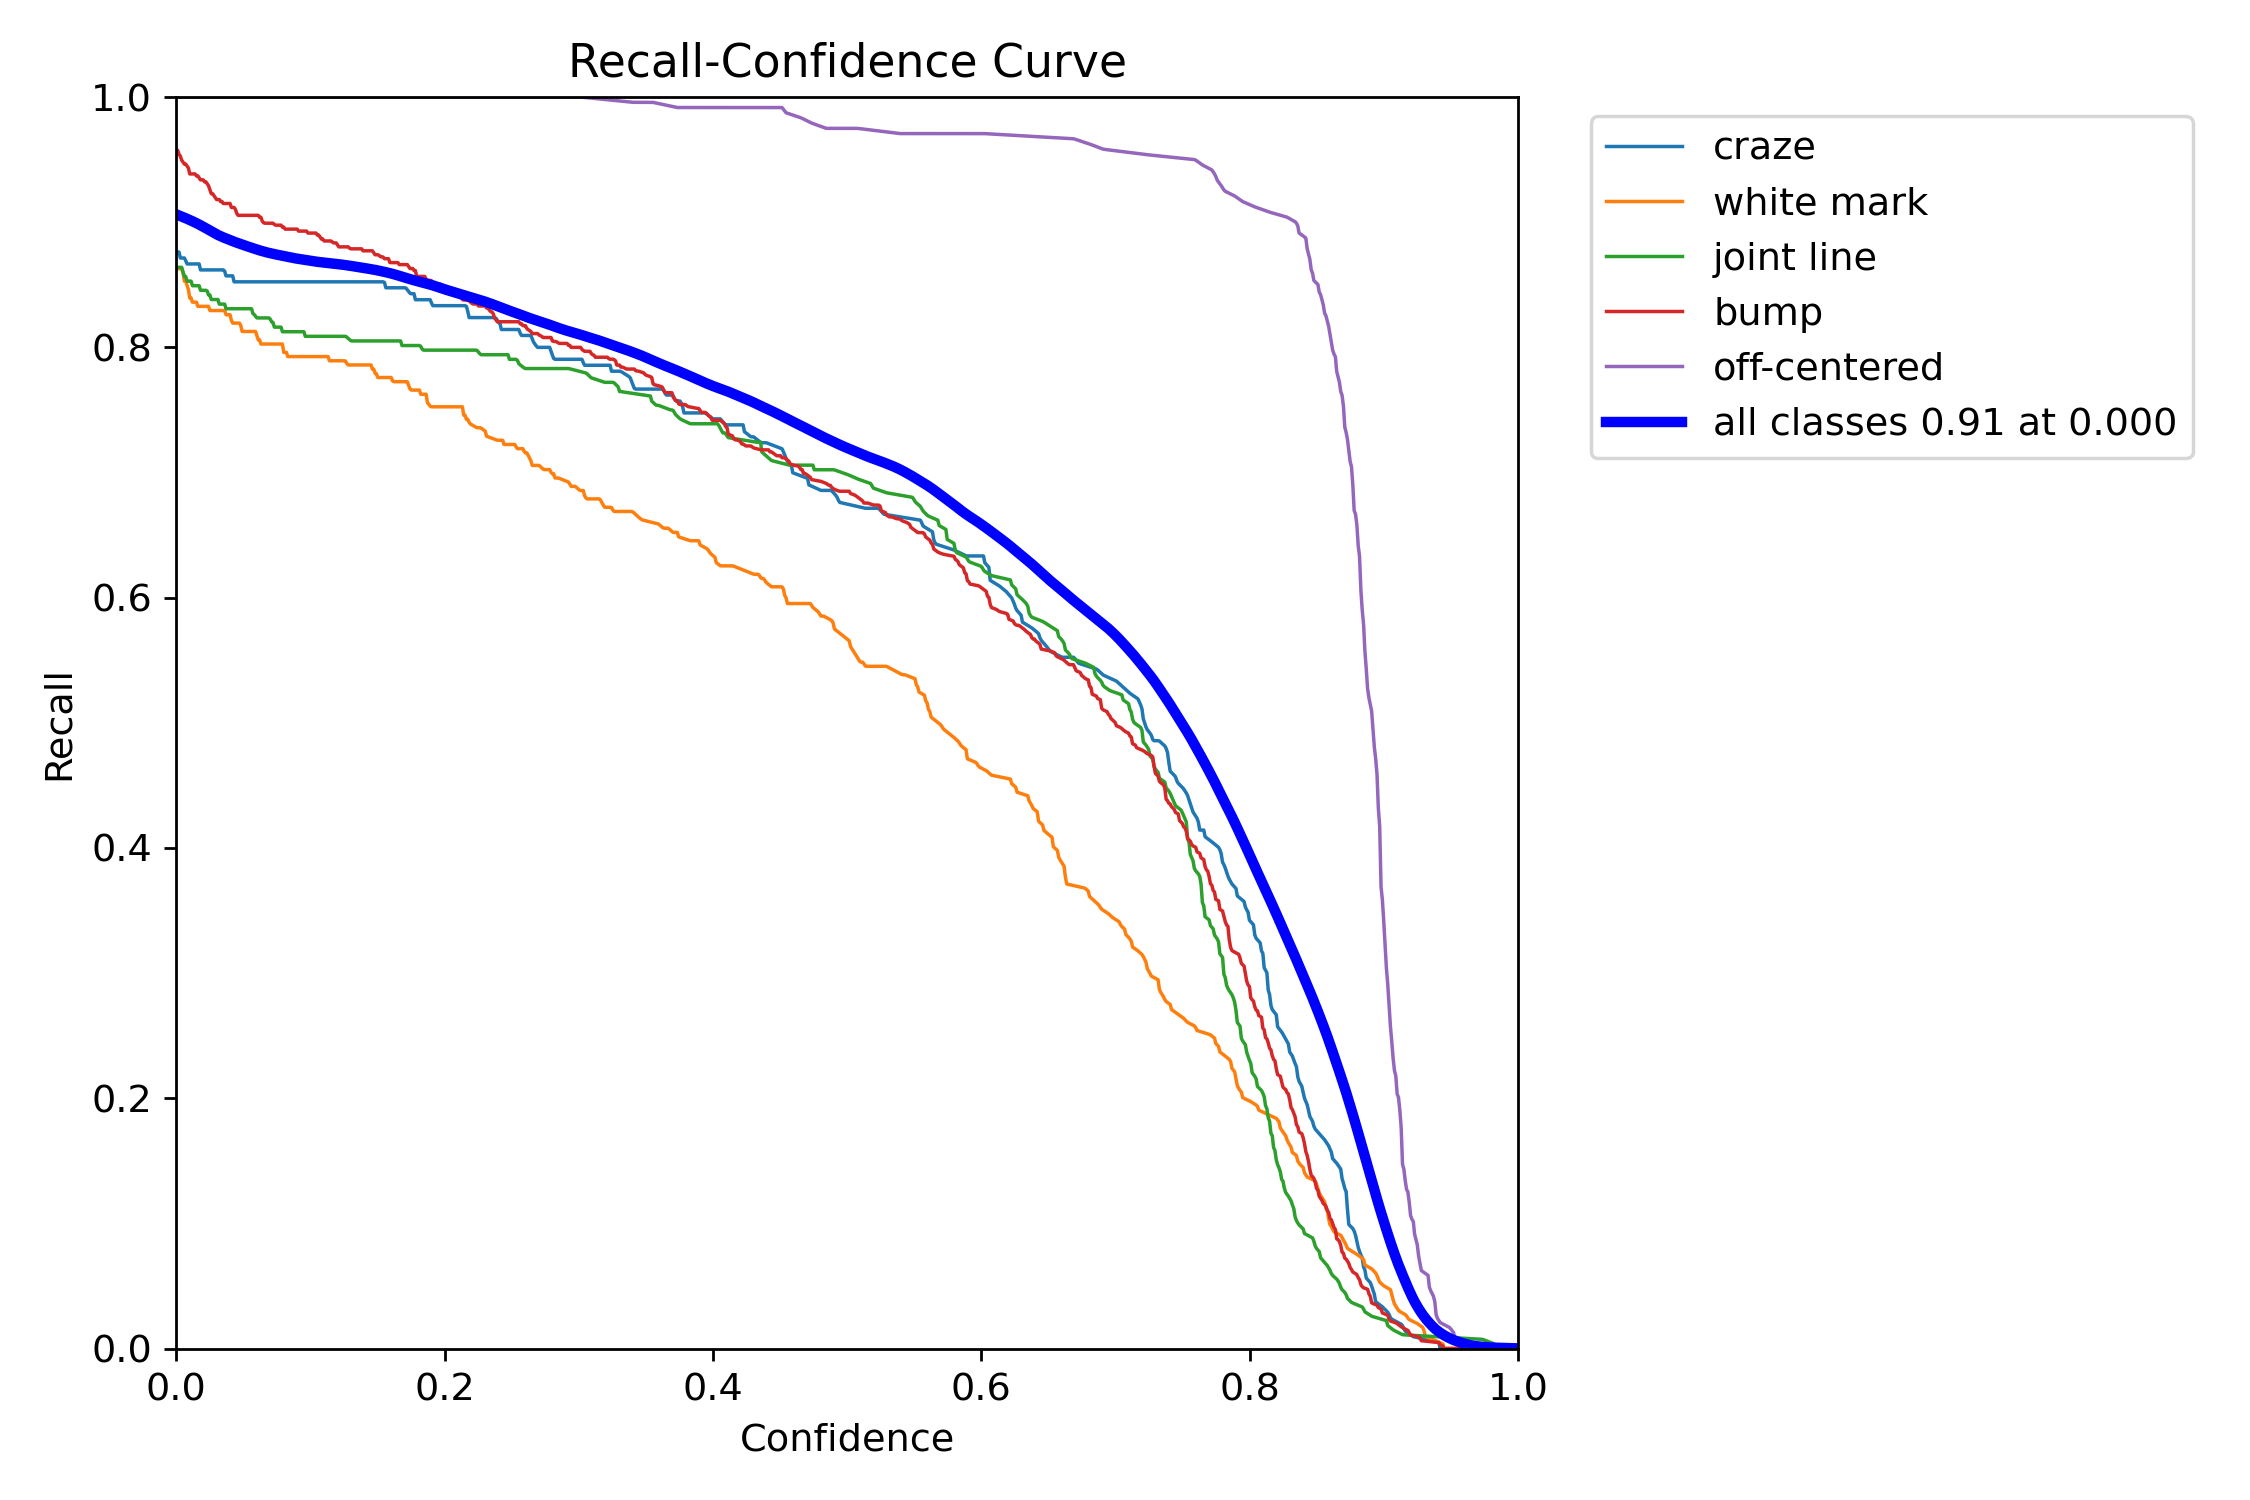 Recall-Confidence Curve
1.0
0.8
0.6
0.4
0.2
0.0
Recall
0.0 0.2 0.4 0.6 0.8 1.0
Confidence
craze
white mark
joint line
bump
off-centered
all classes 0.91 at 0.000